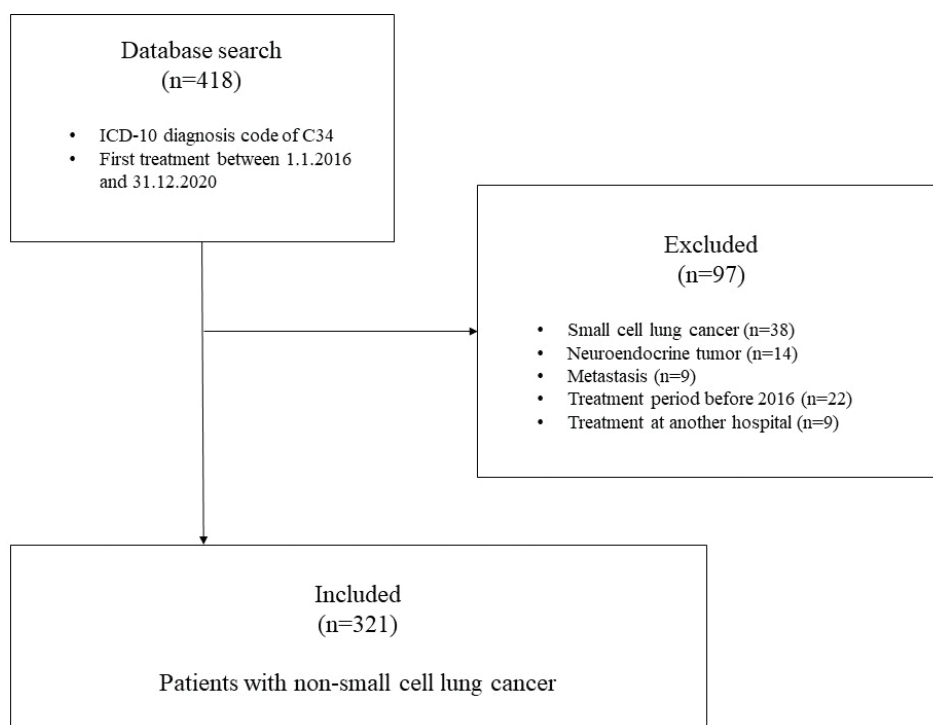 Database search
(n=418)
• ICD-10 diagnosis code of C34
• First treatment between 1.1.2016
and 31.12.2020
Excluded
(n=97)
• Small cell lung cancer (n=38)
• Neuroendocrine tumor (n=14)
• Metastasis (n=9)
• Treatment period before 2016 (n=22)
• Treatment at another hospital (n=9)
Included
(n=321)
Patients with non-small cell lung cancer